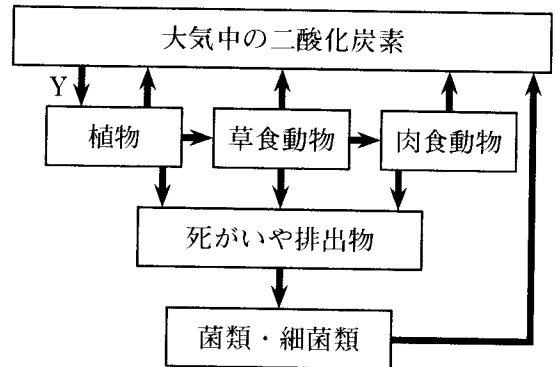 大気中の二酸化炭素
Y
植物
草食動物
肉食動物
死がいや排出物
菌類・細菌類